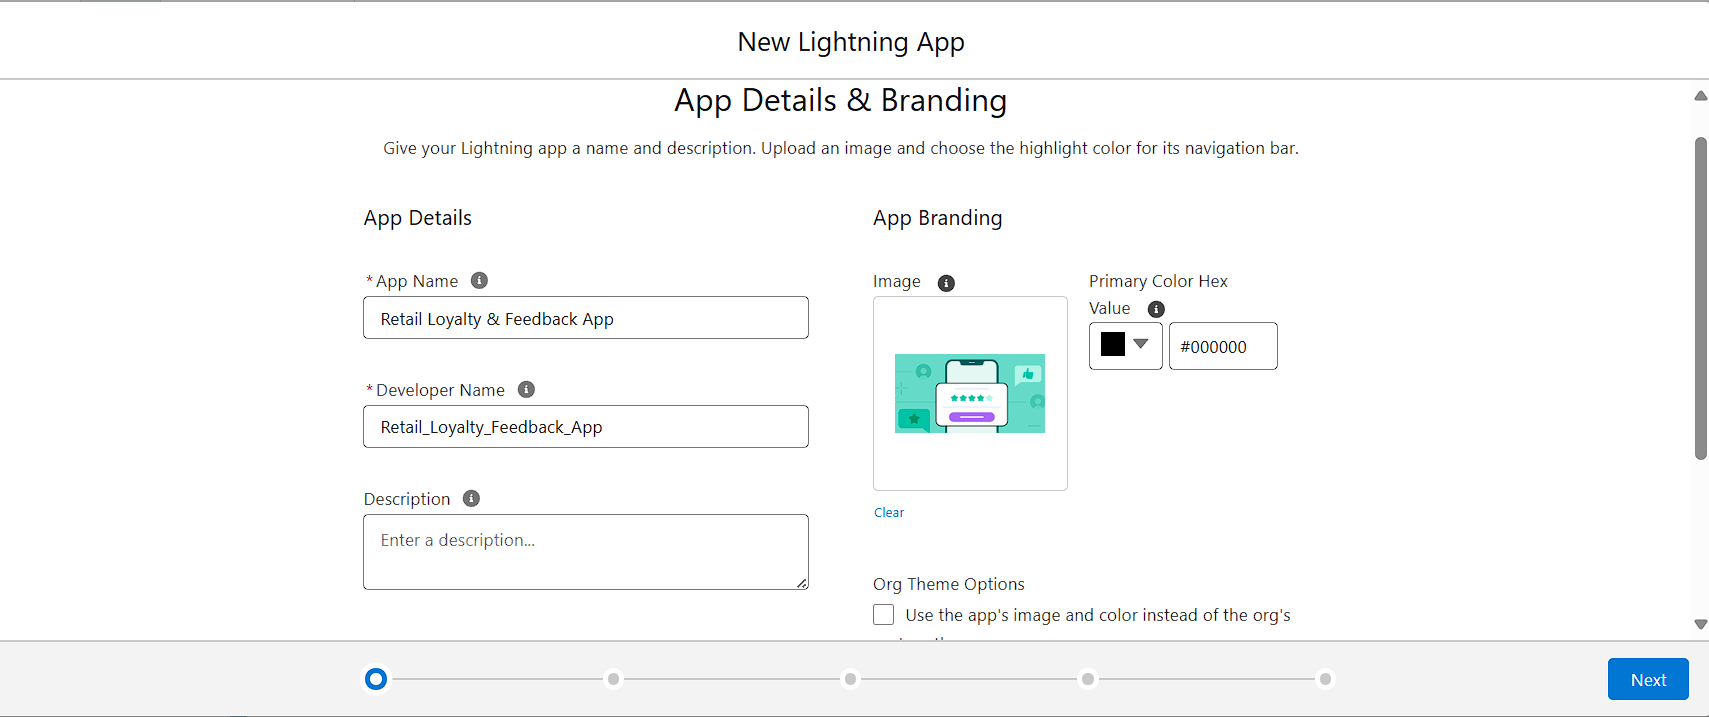 New Lightning App
App Details & Branding
Give your Lightning app a name and description. Upload an image and choose the highlight color for its navigation bar.
App Details
*App Name
Retail Loyalty & Feedback App
*Developer Name
Retail_Loyalty_Feedback_App
Description
Enter a description...
App Branding
Image
Clear
Primary Color Hex
Value
#000000
Org Theme Options
Use the app's image and color instead of the org's
Next